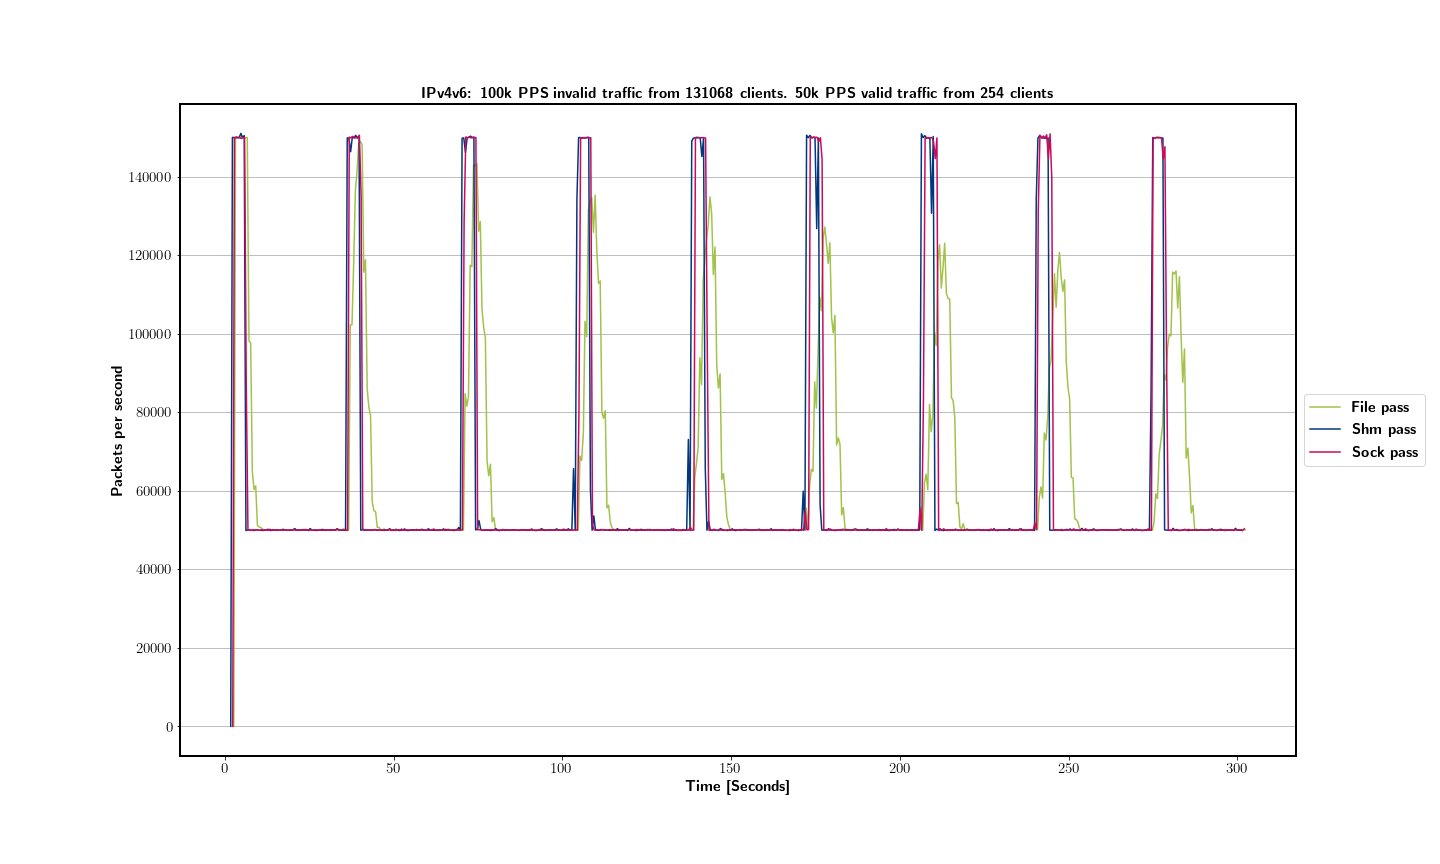 IPv4v6: 100k PPS invalid traffic from 131068 clients. 50k PPS valid traffic from 254 clients
140000
120000
100000
80000
60000
40000
20000
0
Packets per second
0 50 100 150 200 250 300
Time [Seconds]
File pass
Shm pass
Sock pass